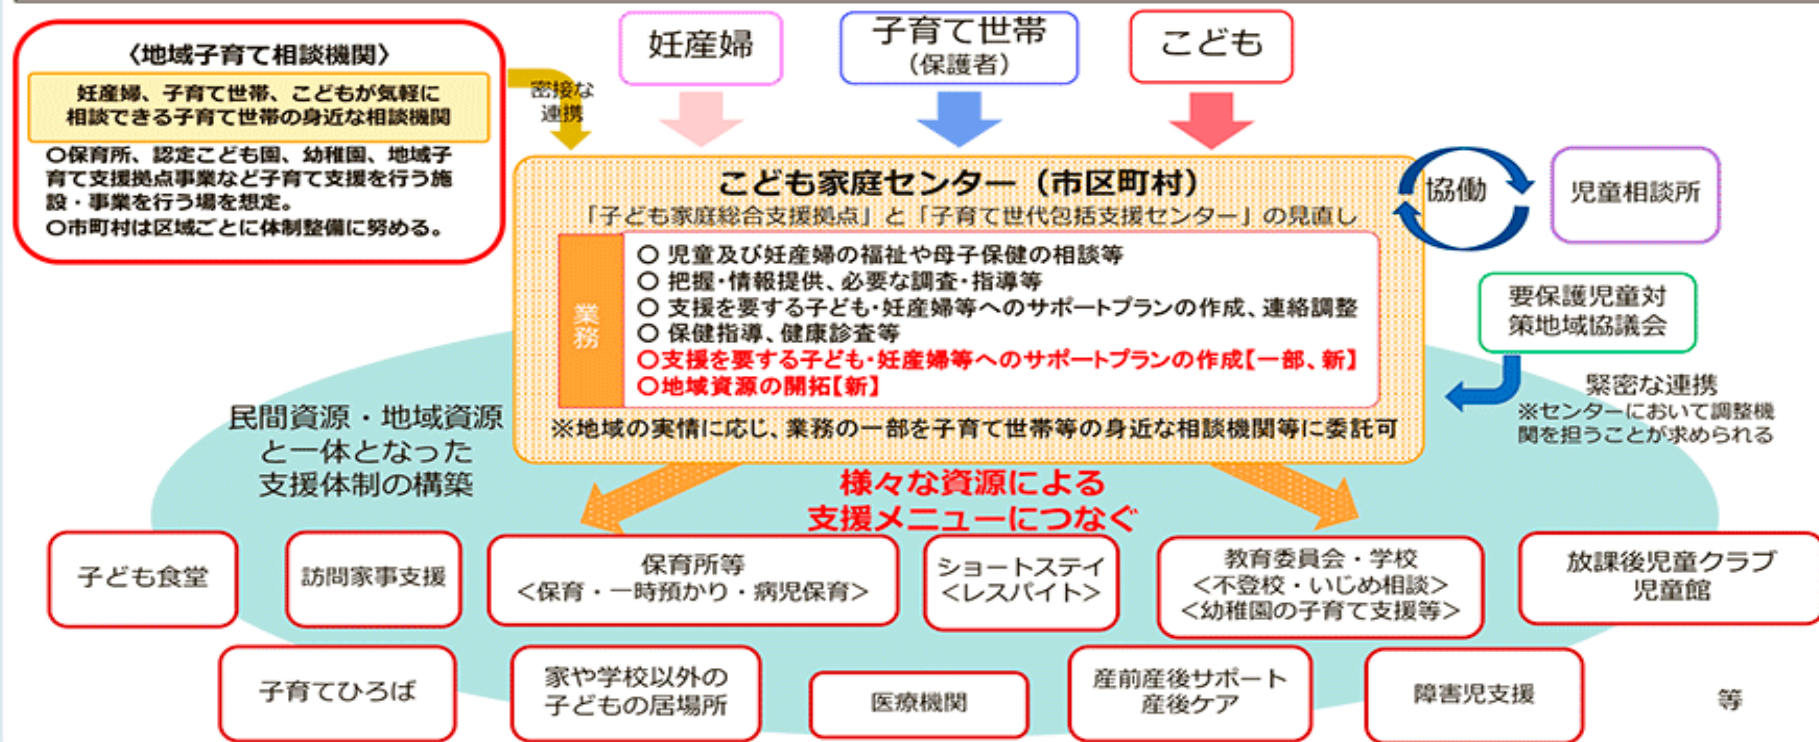 〈地域子育て相談機関〉
妊産婦、子育て世帯、こどもが気軽に
相談できる子育て世帯の身近な相談機関
○保育所、認定こども園、幼稚園、地域子
育て支援拠点事業など子育て支援を行う施
設・事業を行う場を想定。
○市町村は区域ごとに体制整備に努める。
密接な
連携
妊産婦
子育て世帯
（保護者）
こども
こども家庭センター（市区町村）
「子ども家庭総合支援拠点」と「子育て世代包括支援センター」の見直し
業務
○ 児童及び妊産婦の福祉や母子保健の相談等
○ 把握・情報提供、必要な調査・指導等
○ 支援を要する子ども・妊産婦等へのサポートプランの作成、連絡調整
○ 保健指導、健康診査等
○支援を要する子ども・妊産婦等へのサポートプランの作成【一部、新】
○地域資源の開拓【新】
※地域の実情に応じ、業務の一部を子育て世帯等の身近な相談機関等に委託可
協働
児童相談所
要保護児童対
策地域協議会
緊密な連携
※センターにおいて調整機
関を担うことが求められる
民間資源・地域資源
と一体となった
支援体制の構築
様々な資源による
支援メニューにつなぐ
子ども食堂
訪問家事支援
保育所等
<保育・一時預かり・病児保育>
ショートステイ
<レスパイト>
教育委員会・学校
<不登校・いじめ相談>
<幼稚園の子育て支援等>
放課後児童クラブ
児童館
子育てひろば
家や学校以外の
子どもの居場所
医療機関
産前産後サポート
産後ケア
障害児支援
等